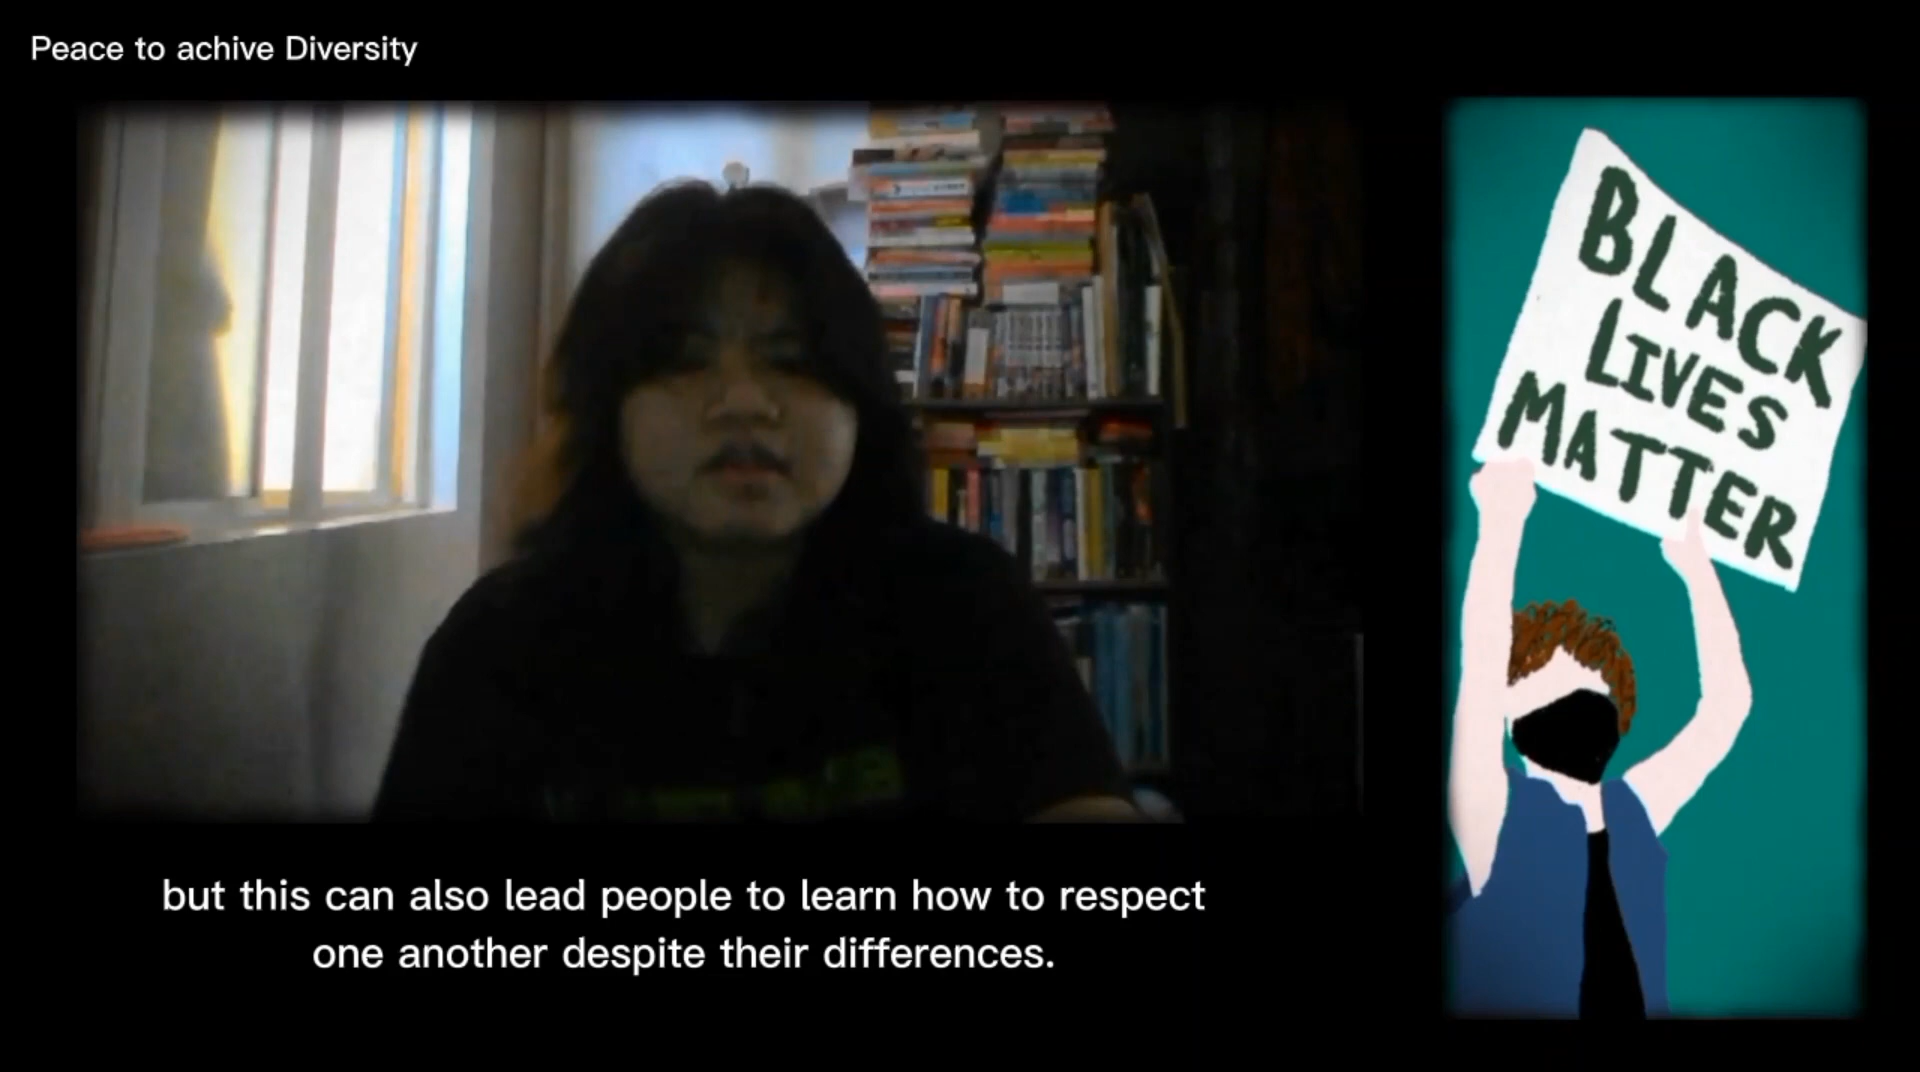 Peace to achive Diversity
BLACK
LIVES
MATTER
but this can also lead people to learn how to respect
one another despite their differences.